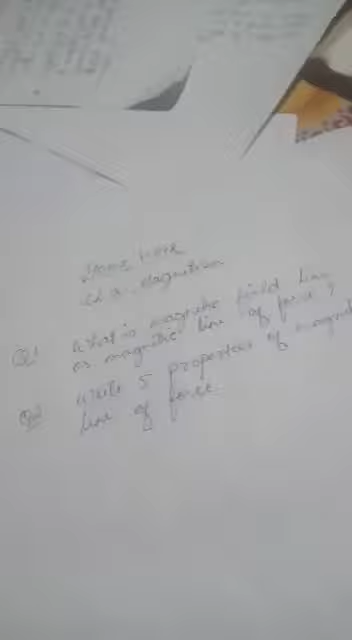 Home work
Ch a. Magnetism
Q1 What is magnetic field line
or magnetic line of force?
Q2 Write 5 properties of magnetic
line of force.